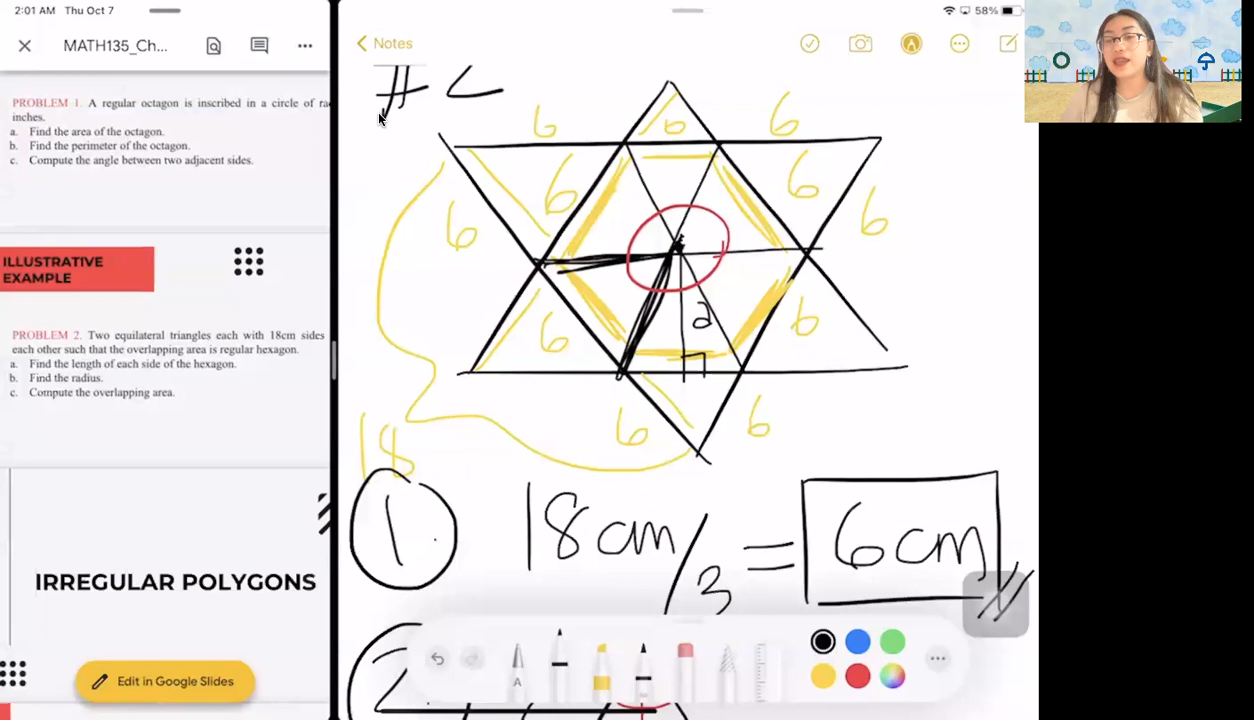 2:01 AM Thu Oct 7
MATH135_Ch...
PROBLEM 1. A regular octagon is inscribed in a circle of
inches.
a. Find the area of the octagon.
b. Find the perimeter of the octagon.
c. Compute the angle between two adjacent sides.
ILLUSTRATIVE
EXAMPLE
PROBLEM 2. Two equilateral triangles each with 18cm sides
each other such that the overlapping area is regular hexagon.
a. Find the length of each side of the hexagon.
b. Find the radius.
c. Compute the overlapping area.
IRREGULAR POLYGONS
Edit in Google Slides
58%
Notes
#
6
6
6
6
6
6
6
a
6
6
6
6
18
1.
18cm/3 = 6cm
2.
A